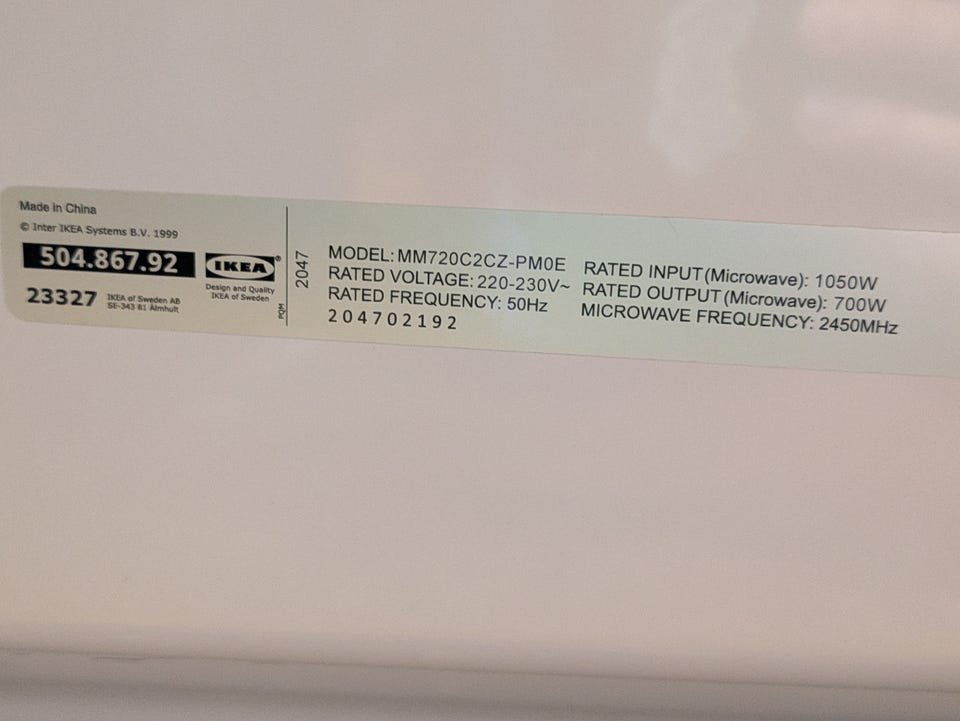 Made in China
© Inter IKEA Systems B.V. 1999
504.867.92
IKEA®
Design and Quality
IKEA of Sweden
23327
IKEA of Sweden AB
SE-343 81 Älmhult
PQM
2047
MODEL: MM720C2CZ-PM0E
RATED VOLTAGE: 220-230V~
RATED FREQUENCY: 50Hz
204702192
RATED INPUT(Microwave): 1050W
RATED OUTPUT(Microwave): 700W
MICROWAVE FREQUENCY: 2450MHz